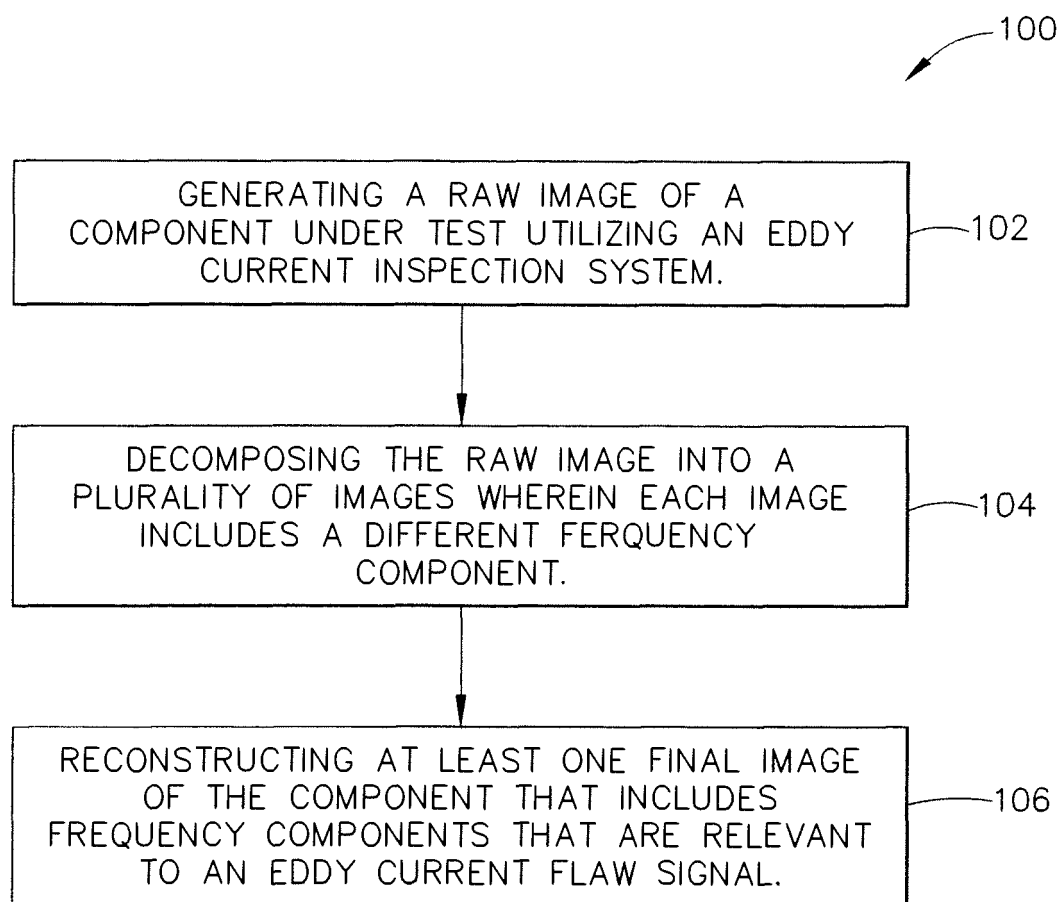 100
GENERATING A RAW IMAGE OF A
COMPONENT UNDER TEST UTILIZING AN EDDY
CURRENT INSPECTION SYSTEM.
102
DECOMPOSING THE RAW IMAGE INTO A
PLURALITY OF IMAGES WHEREIN EACH IMAGE
INCLUDES A DIFFERENT FERQUENCY
COMPONENT.
104
RECONSTRUCTING AT LEAST ONE FINAL IMAGE
OF THE COMPONENT THAT INCLUDES
FREQUENCY COMPONENTS THAT ARE RELEVANT
TO AN EDDY CURRENT FLAW SIGNAL.
106